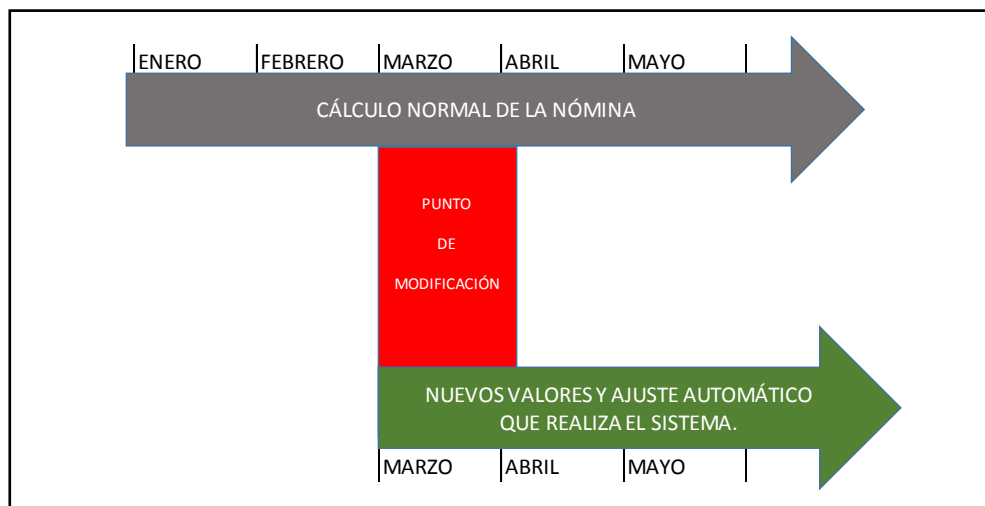 ENERO FEBRERO MARZO ABRIL MAYO
CÁLCULO NORMAL DE LA NÓMINA
PUNTO
DE
MODIFICACIÓN
NUEVOS VALORES Y AJUSTE AUTOMÁTICO
QUE REALIZA EL SISTEMA.
MARZO ABRIL MAYO